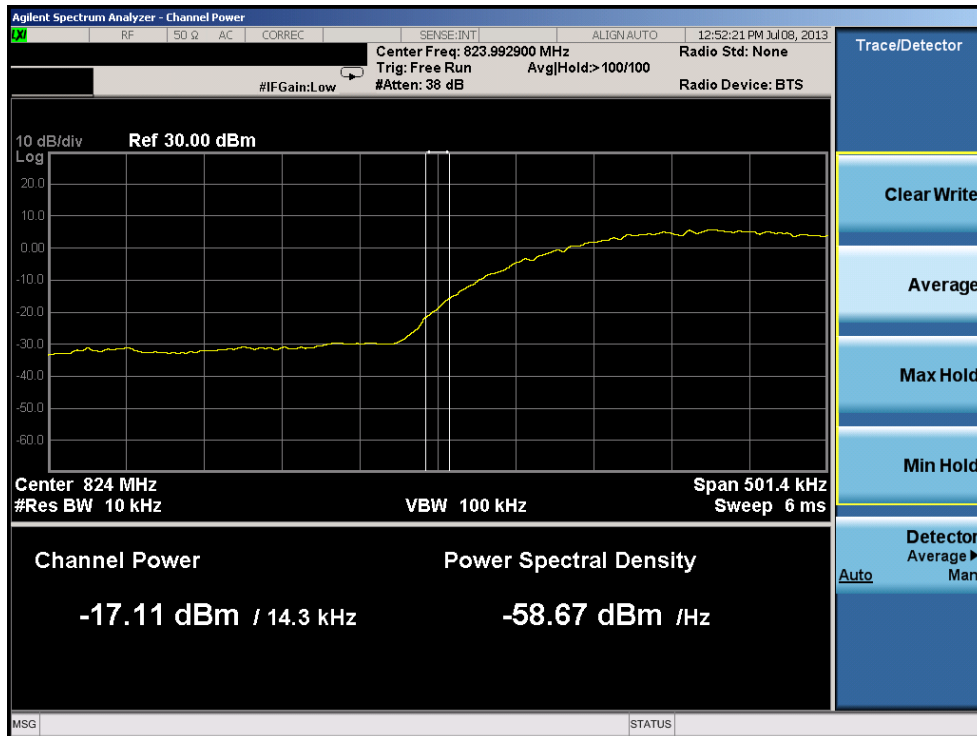 Agilent Spectrum Analyzer - Channel Power
LXI RF 50 Ω AC CORREC SENSE:INT ALIGN AUTO 12:52:21 PM Jul 08, 2013
Center Freq: 823.992900 MHz Radio Std: None
Trig: Free Run Avg|Hold:>100/100
#IFGain:Low #Atten: 38 dB Radio Device: BTS
10 dB/div Ref 30.00 dBm
Log
20.0
10.0
0.00
-10.0
-20.0
-30.0
-40.0
-50.0
-60.0
Center 824 MHz Span 501.4 kHz
#Res BW 10 kHz VBW 100 kHz Sweep 6 ms
Channel Power Power Spectral Density
-17.11 dBm / 14.3 kHz -58.67 dBm /Hz
MSG STATUS
Trace/Detector
Clear Write
Average
Max Hold
Min Hold
Detector
Average
Auto Man